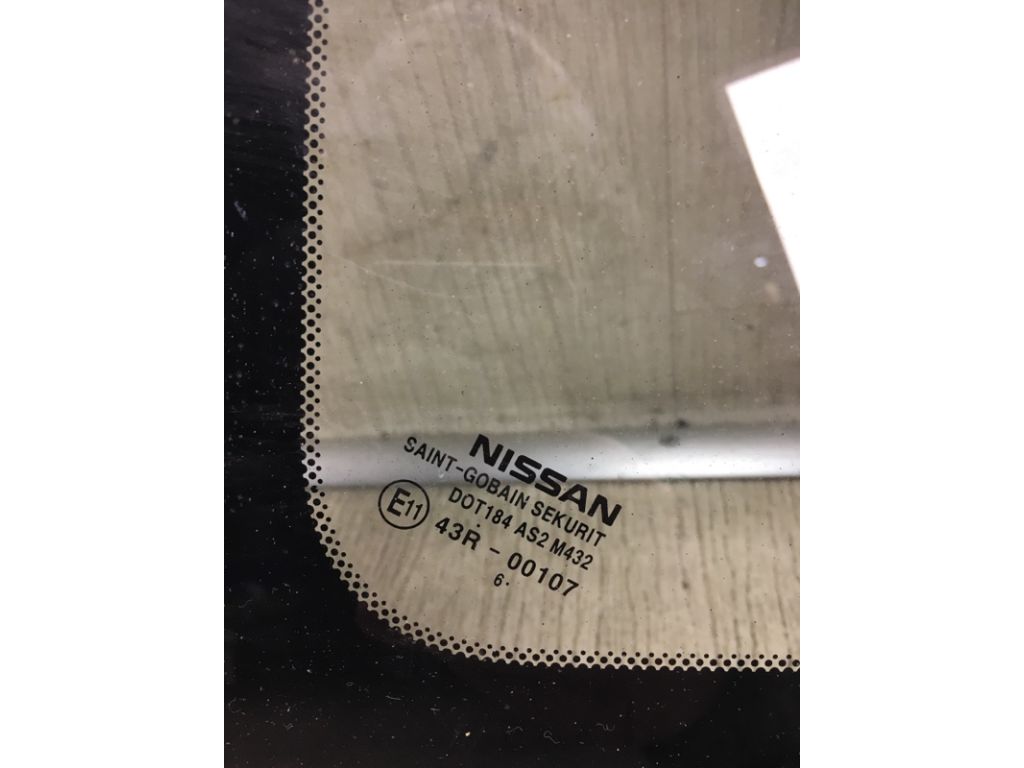 NISSAN
SAINT-GOBAIN SEKURIT
DOT184 AS2 M432
E11 43R - 00107
6.